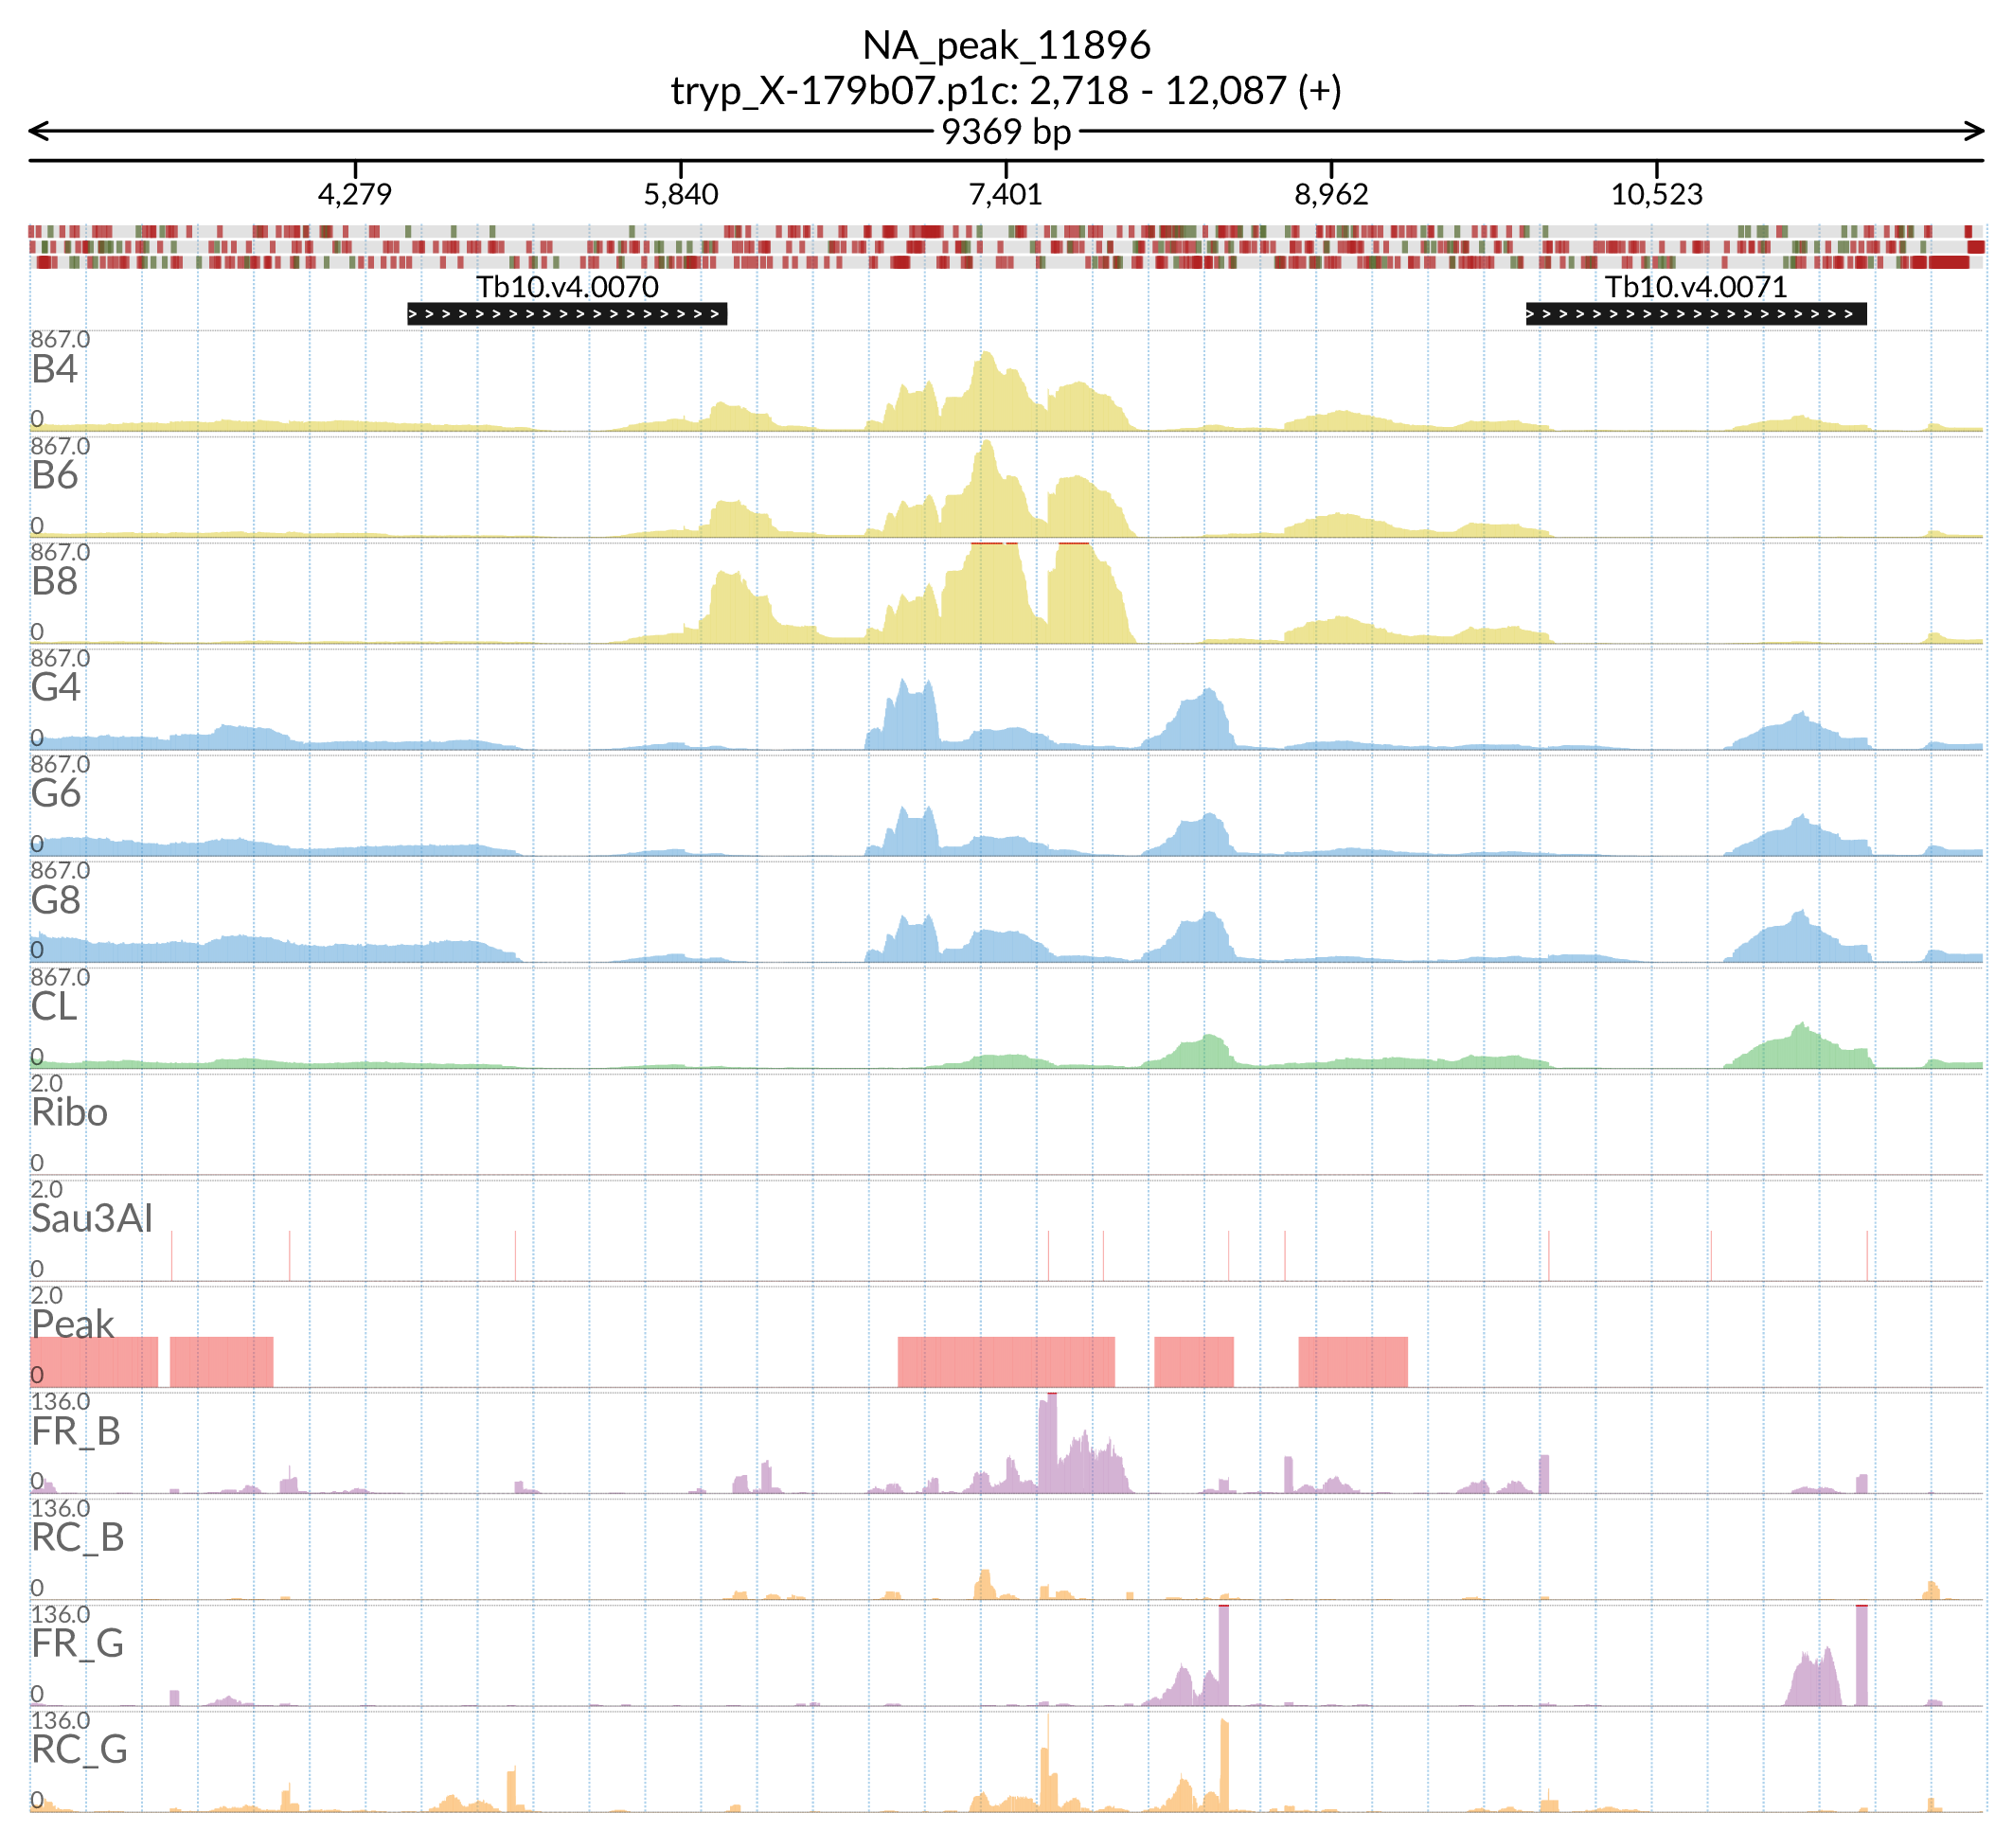 NA_peak_11896
tryp_X-179b07.p1c: 2,718 - 12,087 (+)
9369 bp
4,279 5,840 7,401 8,962 10,523
Tb10.v4.0070 Tb10.v4.0071
867.0
B4
0
867.0
B6
0
867.0
B8
0
867.0
G4
0
867.0
G6
0
867.0
G8
0
867.0
CL
0
2.0
Ribo
0
2.0
Sau3AI
0
2.0
Peak
0
136.0
FR_B
0
136.0
RC_B
0
136.0
FR_G
0
136.0
RC_G
0